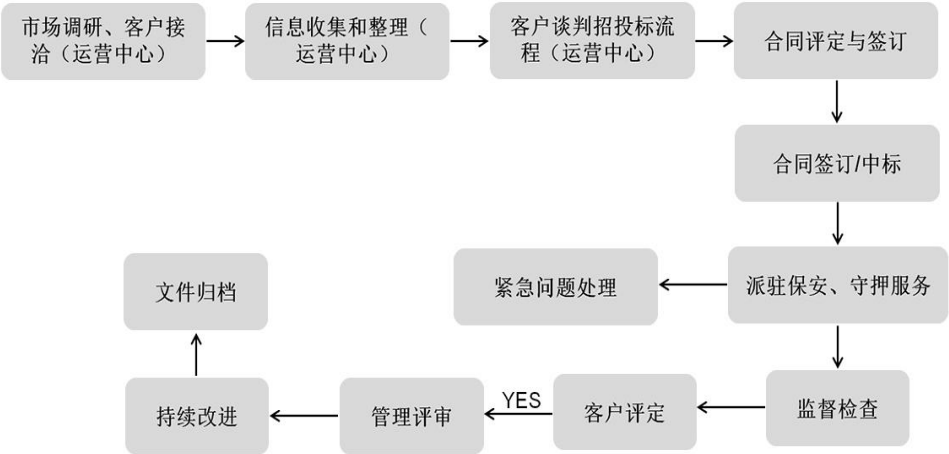 市场调研、客户接
洽（运营中心）
信息收集和整理（
运营中心）
客户谈判招投标流
程（运营中心）
合同评定与签订
合同签订/中标
派驻保安、守押服务
紧急问题处理
监督检查
客户评定
YES
管理评审
持续改进
文件归档